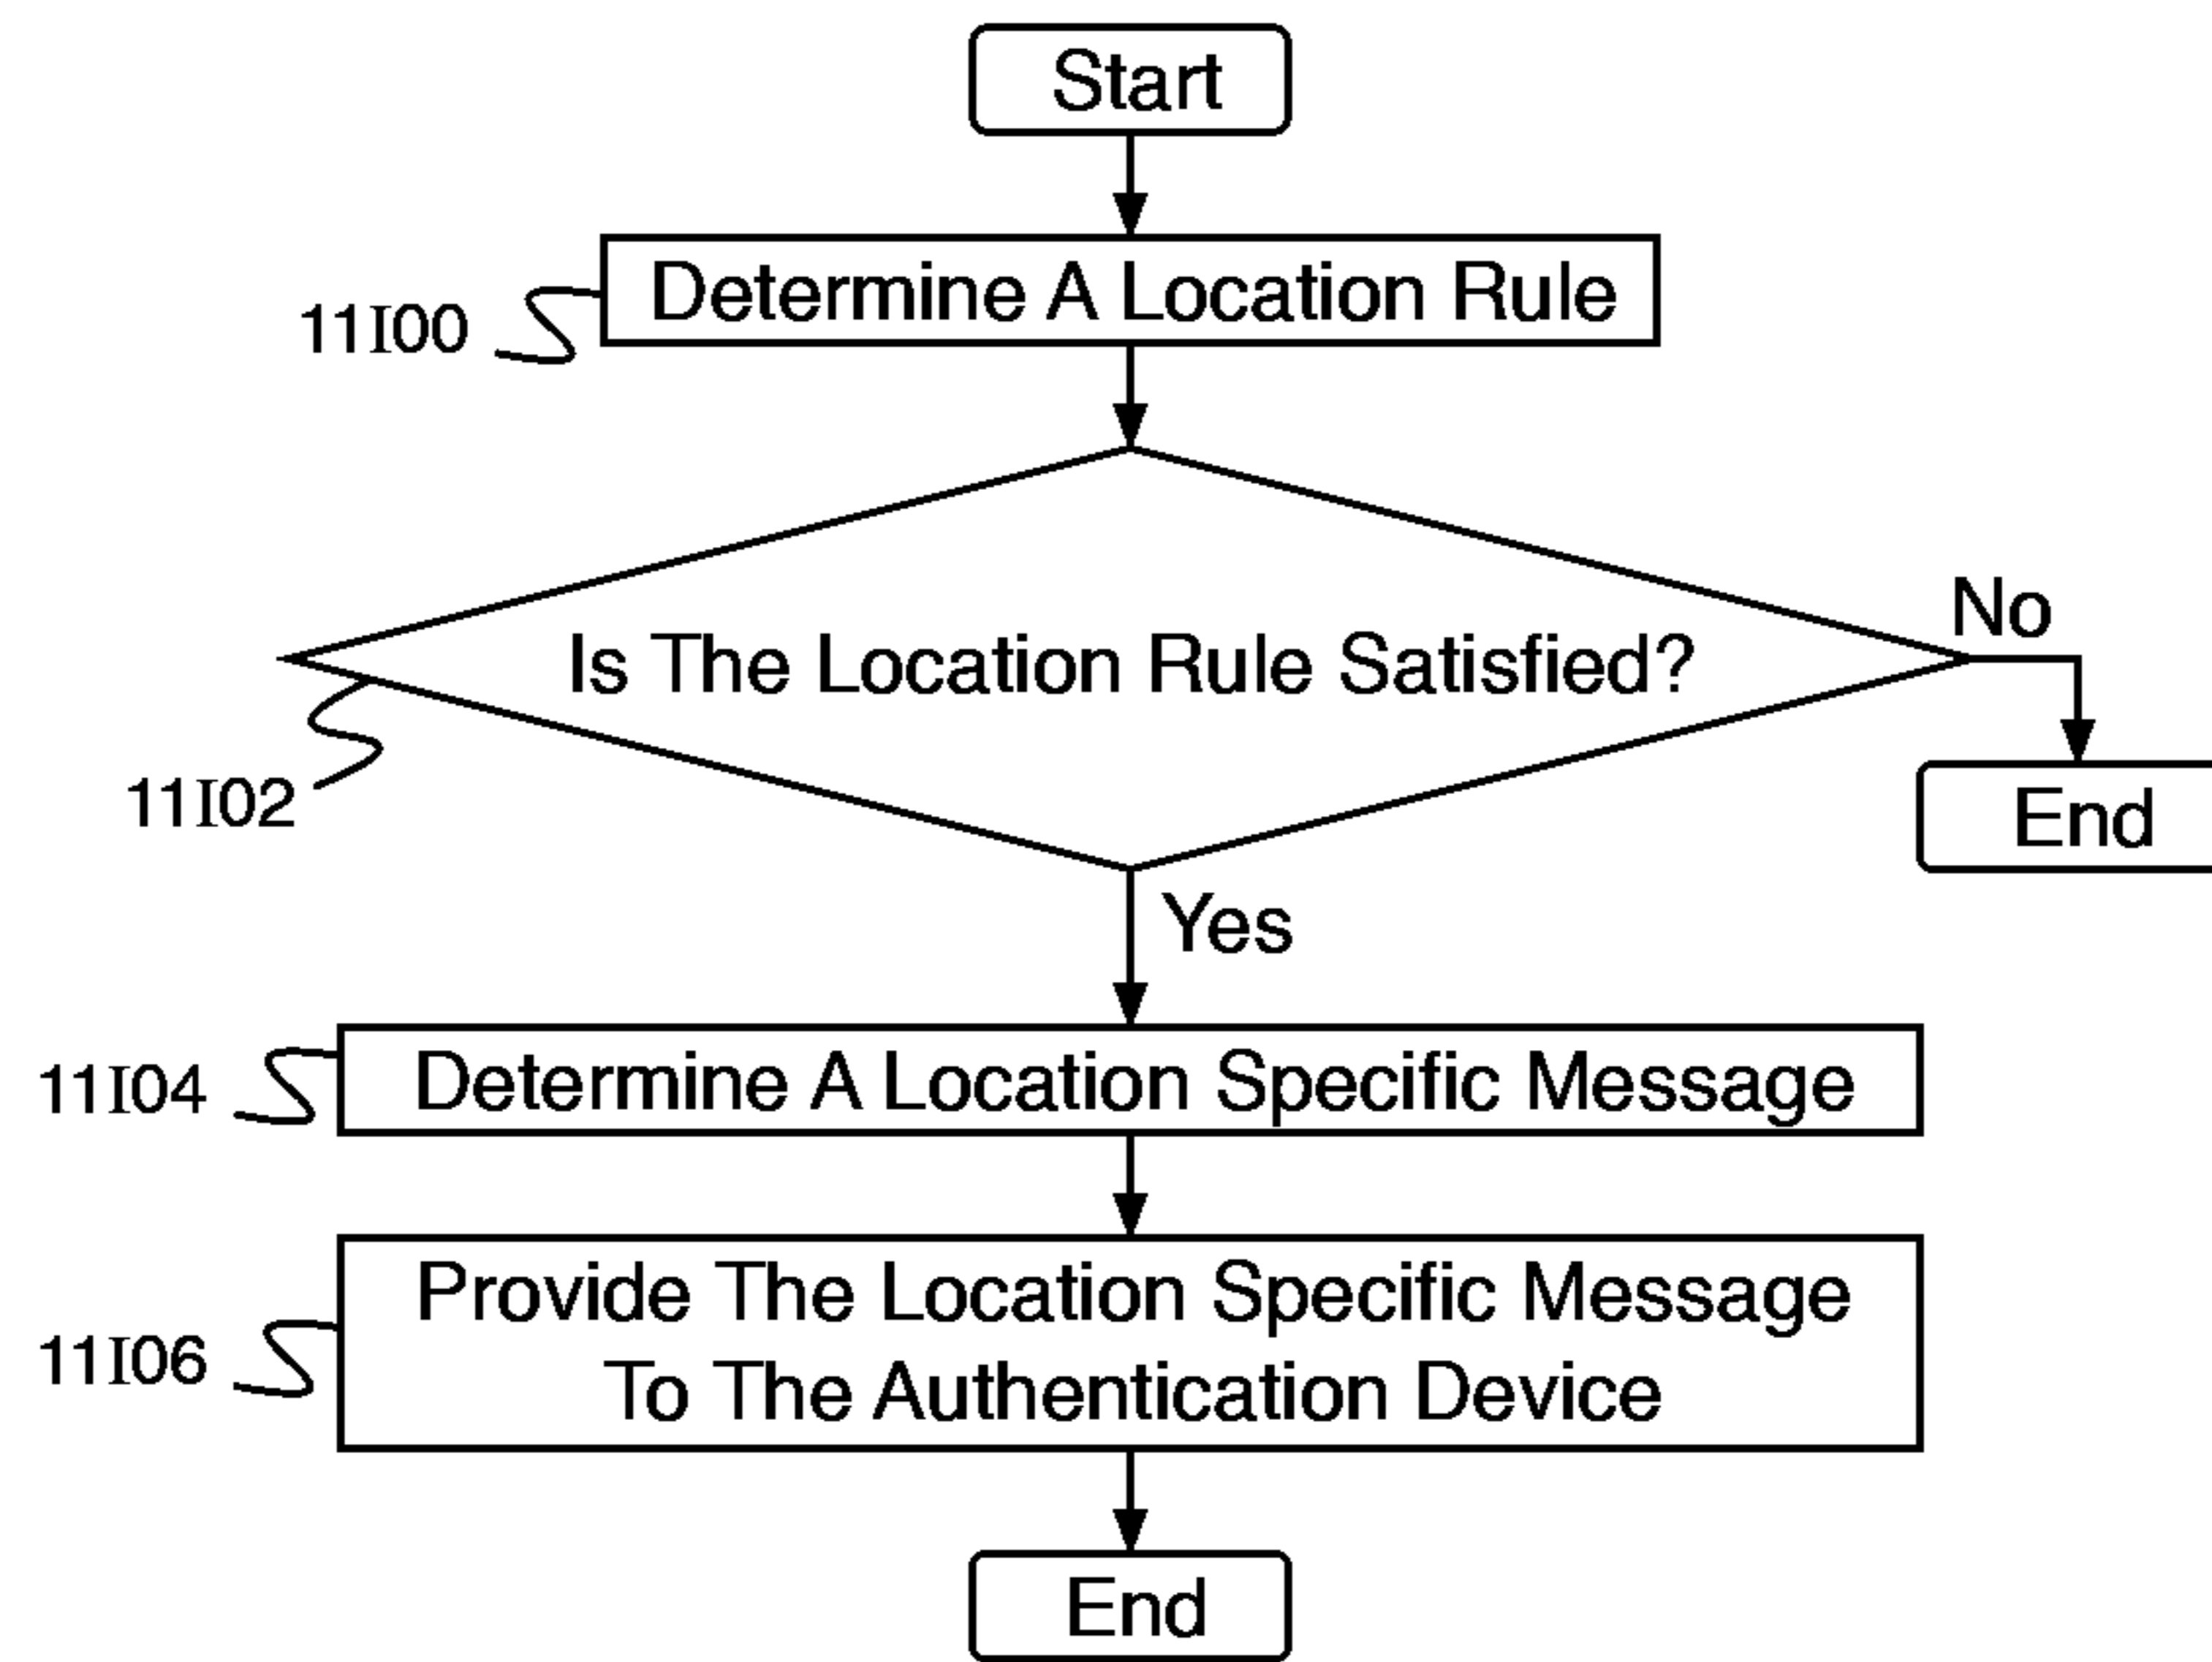 Start
11I00
Determine A Location Rule
Is The Location Rule Satisfied?
No
11I02
End
Yes
11I04
Determine A Location Specific Message
11I06
Provide The Location Specific Message
To The Authentication Device
End